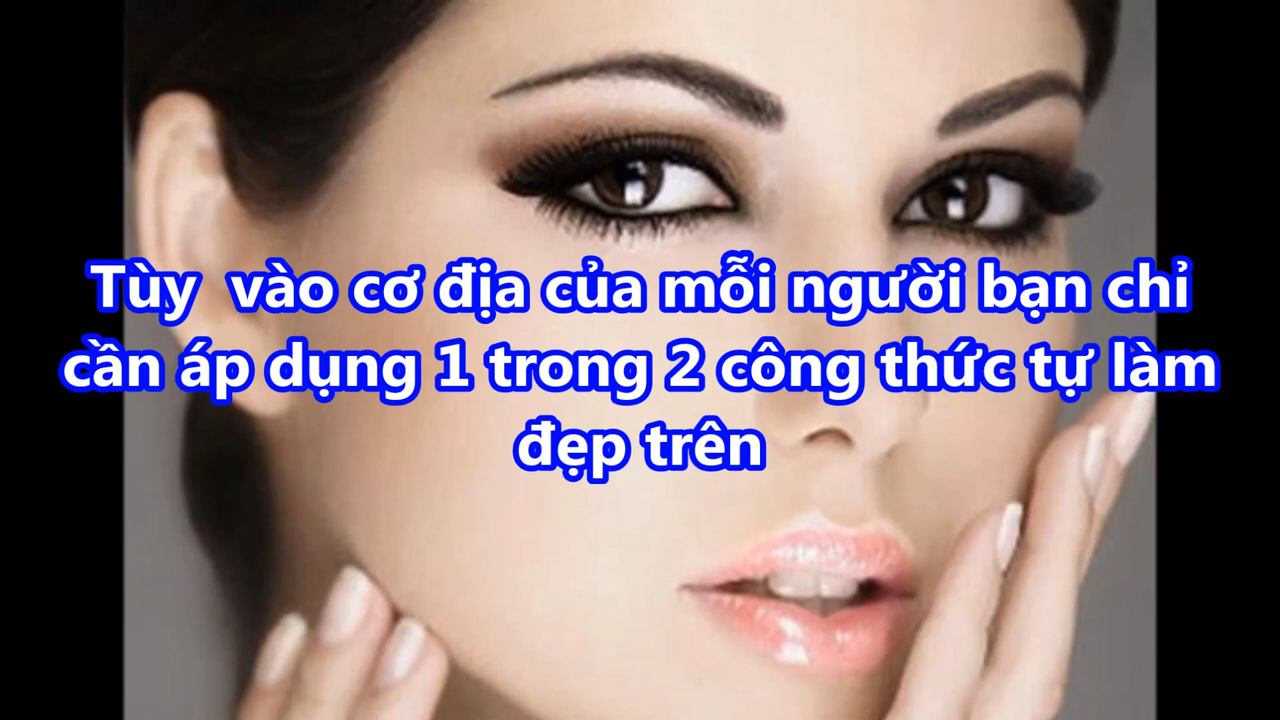 Tùy  vào cơ địa của mỗi người bạn chỉ
cần áp dụng 1 trong 2 công thức tự làm
đẹp trên